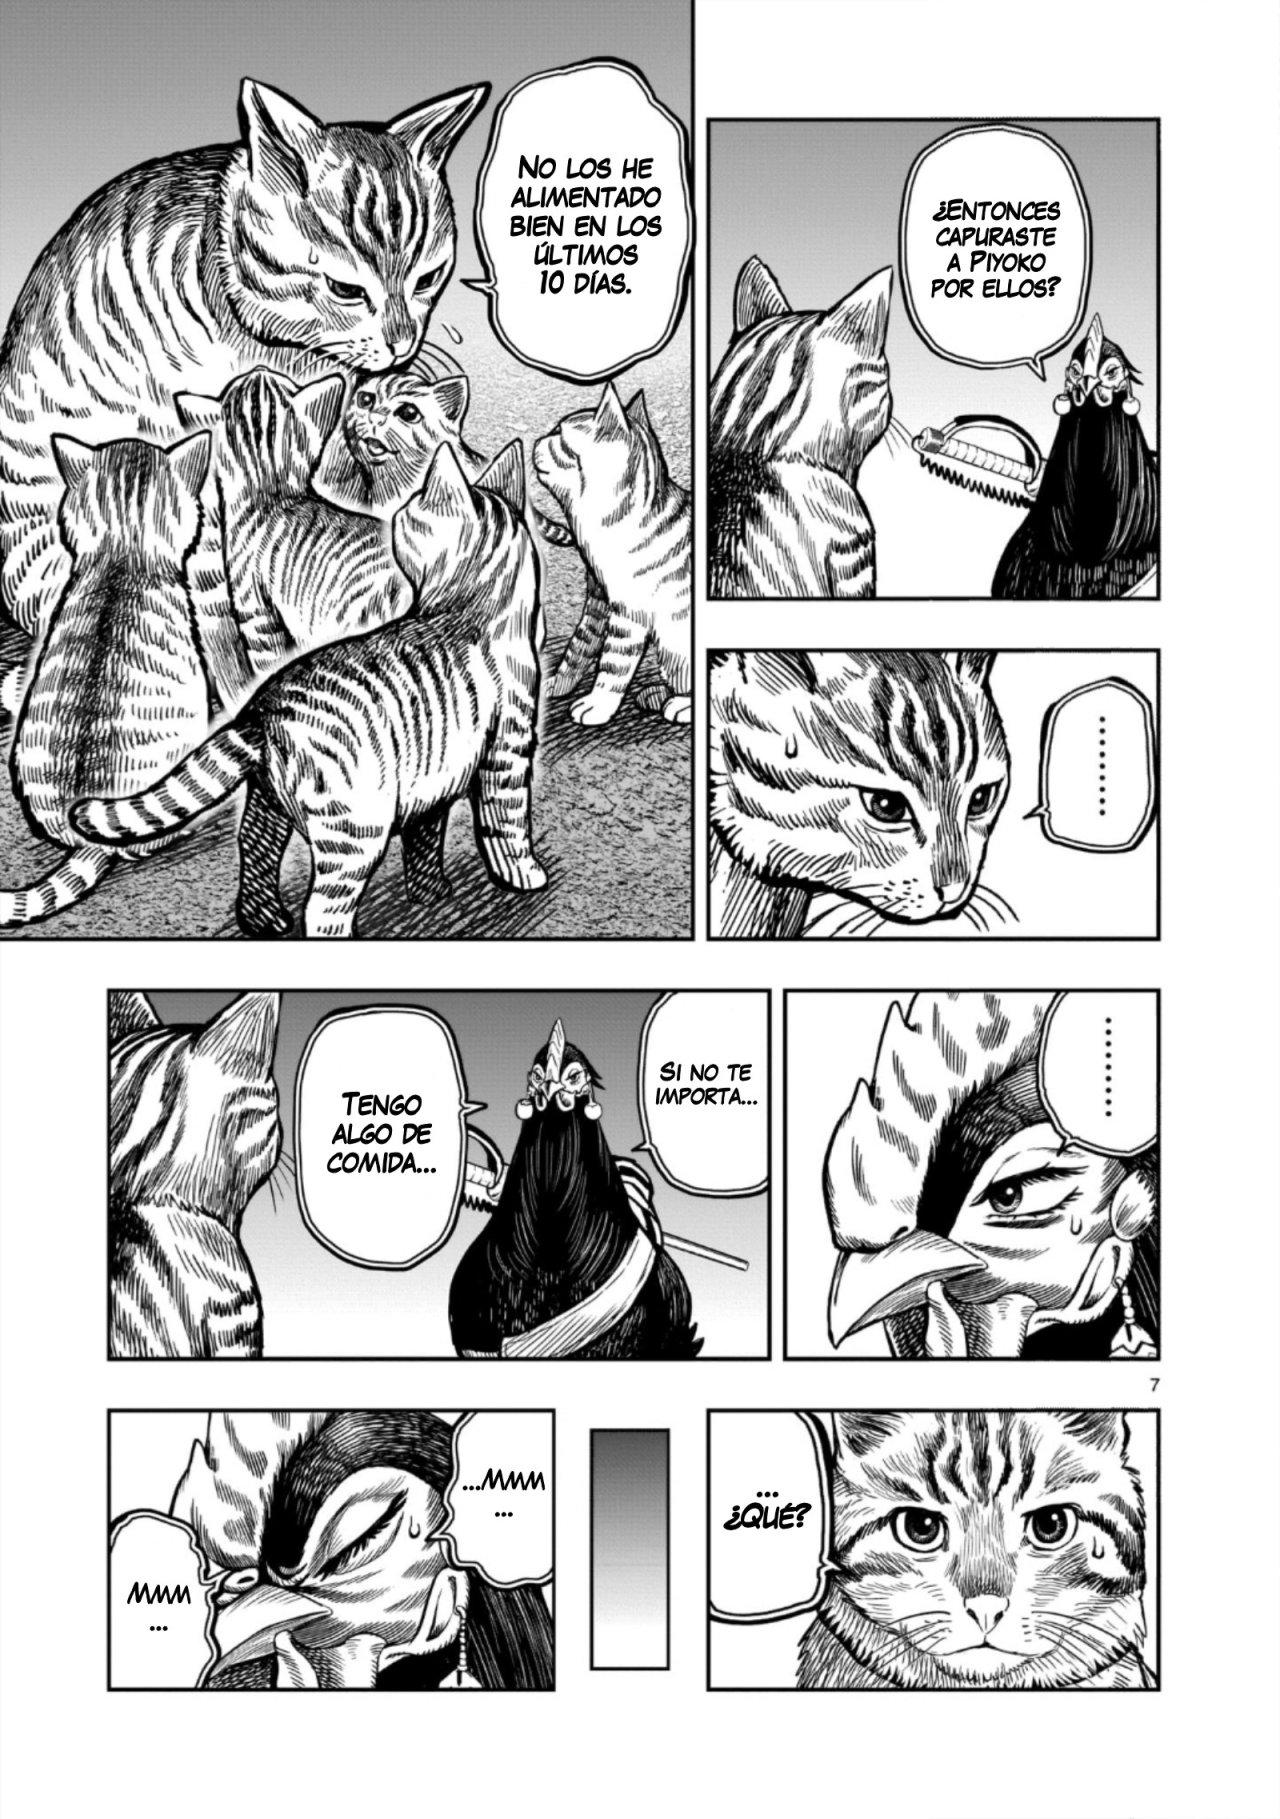 ¿ENTONCES
CAPURASTE
A PIYOKO
POR ELLOS?
NO LOS HE
ALIMENTADO
BIEN EN LOS
ÚLTIMOS
10 DÍAS.
.........
.........
SI NO TE
IMPORTA...
TENGO
ALGO DE
COMIDA...
7
...
¿QUÉ?
...MMM
...
MMM
...